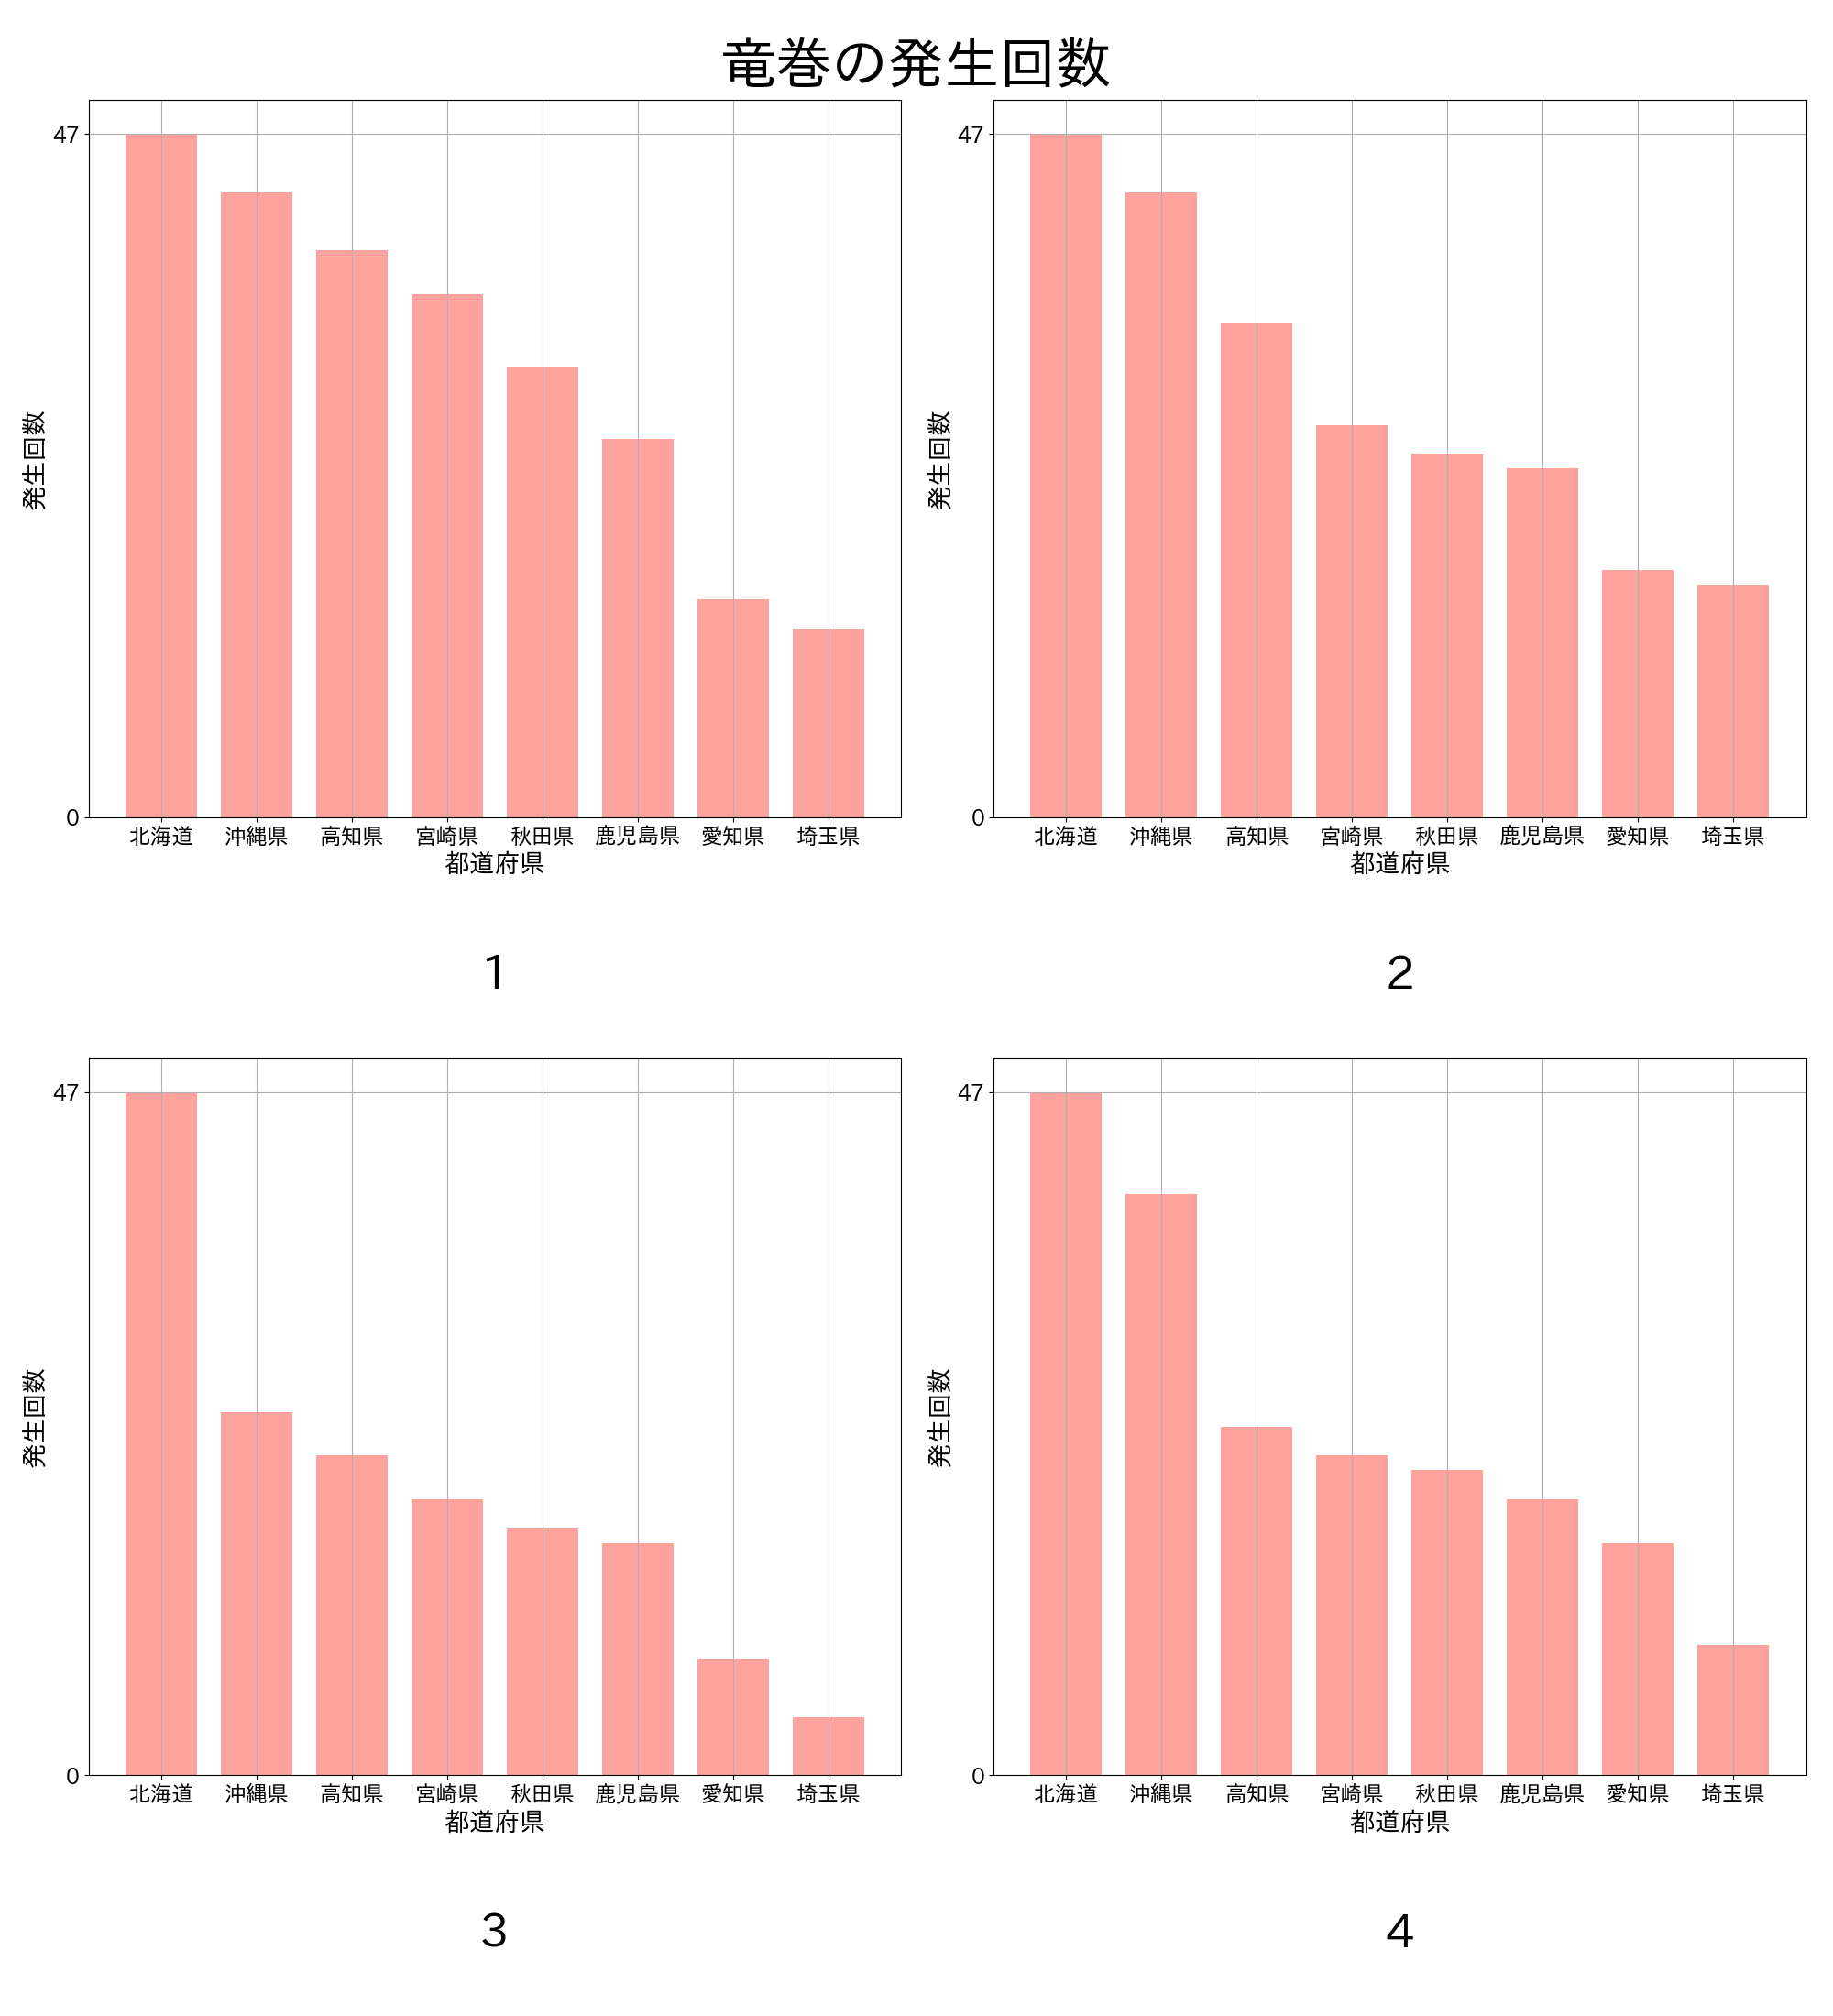 竜巻の発生回数
47
0
発生回数
北海道 沖縄県 高知県 宮崎県 秋田県 鹿児島県 愛知県 埼玉県
都道府県
1
47
0
発生回数
北海道 沖縄県 高知県 宮崎県 秋田県 鹿児島県 愛知県 埼玉県
都道府県
2
47
0
発生回数
北海道 沖縄県 高知県 宮崎県 秋田県 鹿児島県 愛知県 埼玉県
都道府県
3
47
0
発生回数
北海道 沖縄県 高知県 宮崎県 秋田県 鹿児島県 愛知県 埼玉県
都道府県
4